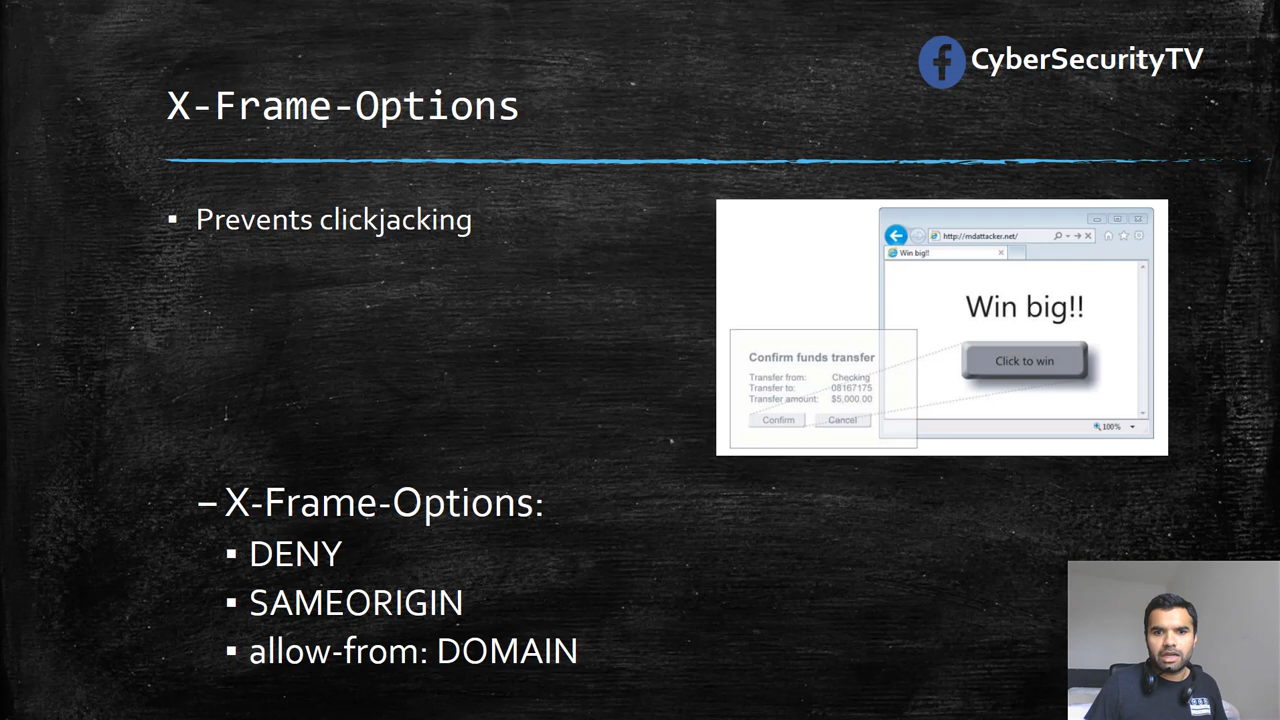 CyberSecurityTV
X-Frame-Options
▪ Prevents clickjacking
http://mdattacker.net/
Win big!!
Win big!!
Click to win
Confirm funds transfer
Transfer from: Checking
Transfer to: 08167175
Transfer amount: $5,000.00
Confirm Cancel
100%
– X-Frame-Options:
▪ DENY
▪ SAMEORIGIN
▪ allow-from: DOMAIN